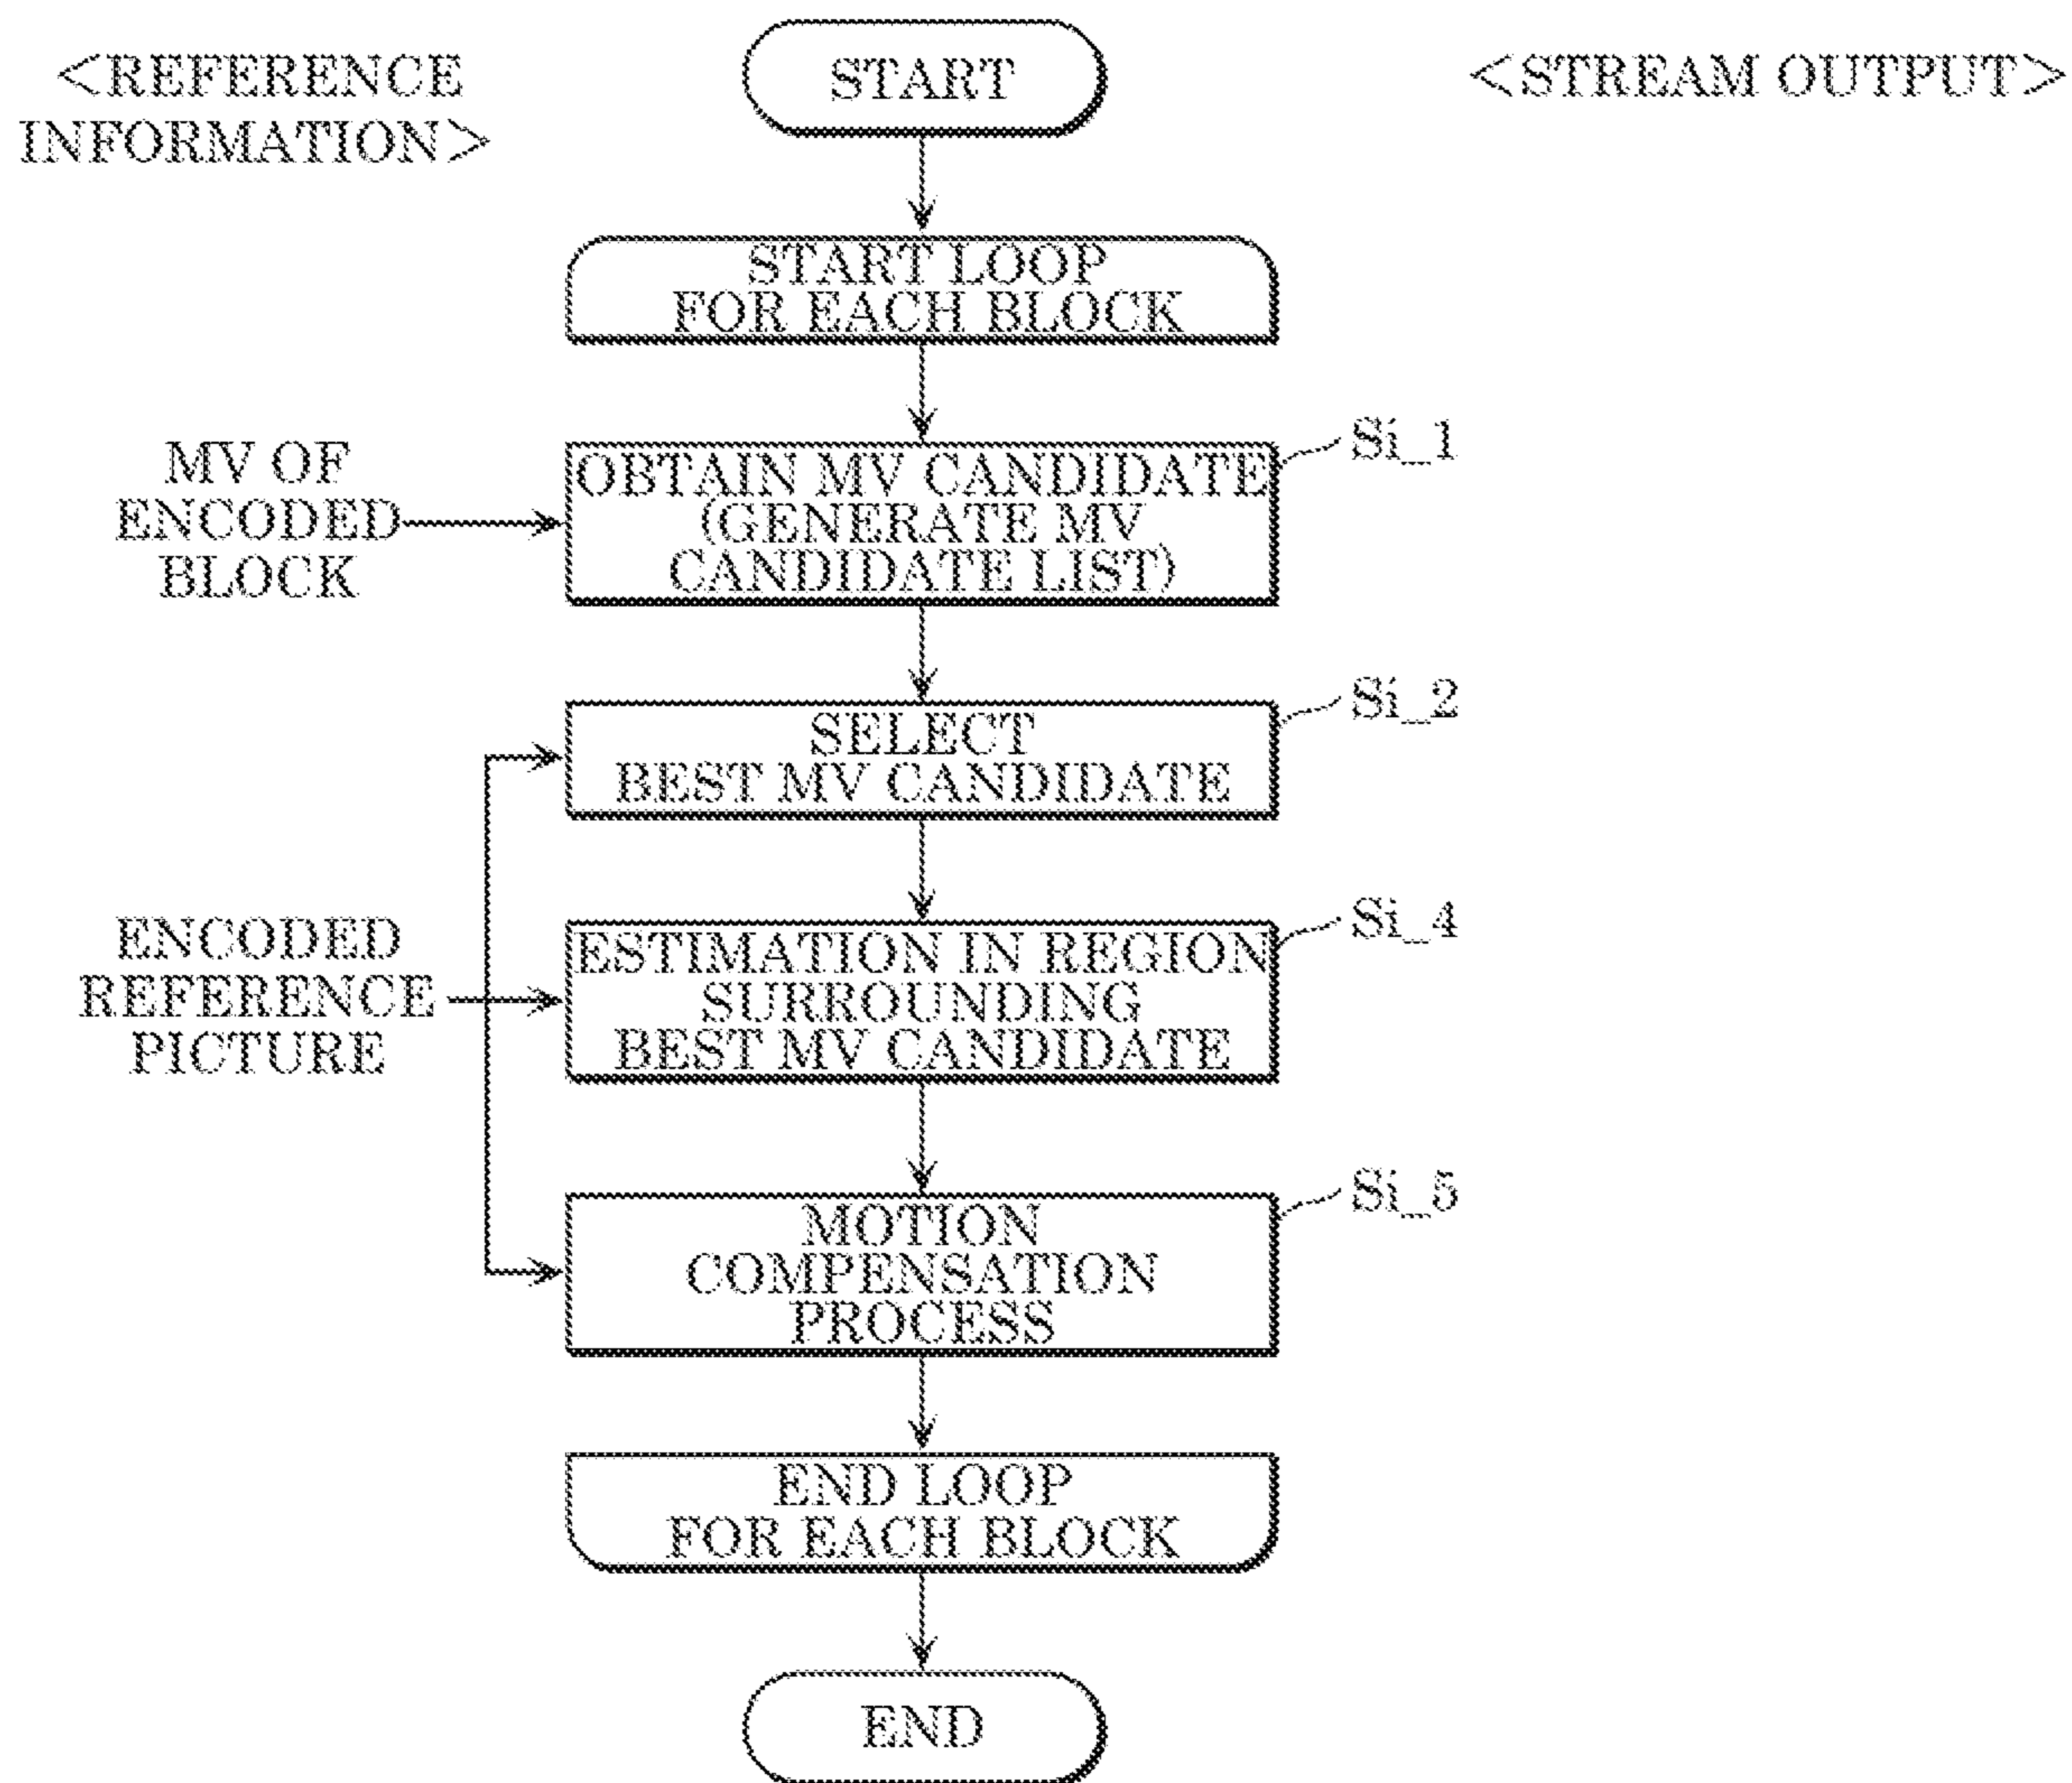 <REFERENCE
INFORMATION>
START
<STREAM OUTPUT>
START LOOP
FOR EACH BLOCK
MV OF
ENCODED
BLOCK
OBTAIN MV CANDIDATE
(GENERATE MV
CANDIDATE LIST)
Si_1
SELECT
BEST MV CANDIDATE
Si_2
ENCODED
REFERENCE
PICTURE
ESTIMATION IN REGION
SURROUNDING
BEST MV CANDIDATE
Si_4
MOTION
COMPENSATION
PROCESS
Si_5
END LOOP
FOR EACH BLOCK
END